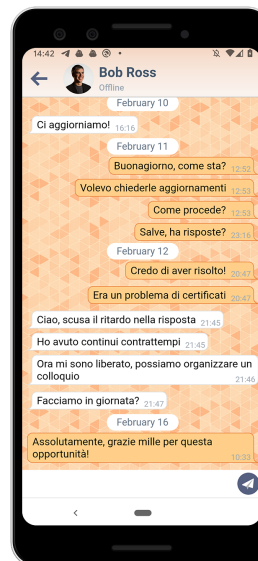 14:42
Bob Ross
Offline
February 10
Ci aggiorniamo! 16:16
February 11
Buonagiorno, come sta? 12:52
Volevo chiederle aggiornamenti 12:53
Come procede? 12:53
Salve, ha risposte? 23:16
February 12
Credo di aver risolto! 20:47
Era un problema di certificati 20:47
Ciao, scusa il ritardo nella risposta 21:45
Ho avuto continui contrattempi 21:45
Ora mi sono liberato, possiamo organizzare un
colloquio 21:46
Facciamo in giornata? 21:47
February 16
Assolutamente, grazie mille per questa
opportunità! 10:33